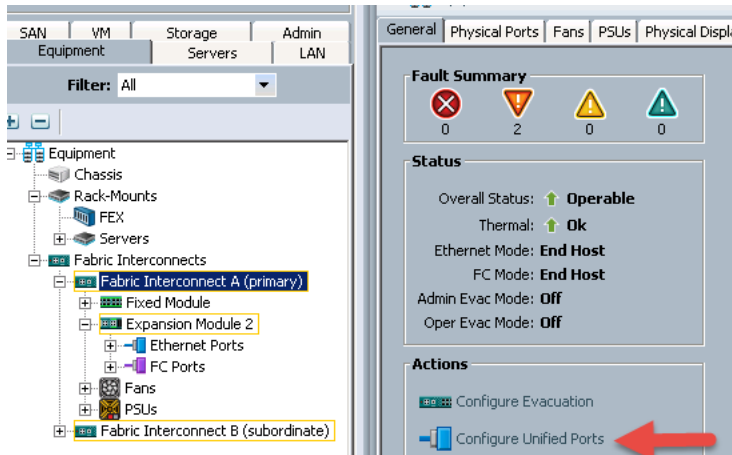 SAN VM Storage Admin
Equipment Servers LAN
Filter: All
Equipment
Chassis
Rack-Mounts
FEX
Servers
Fabric Interconnects
Fabric Interconnect A (primary)
Fixed Module
Expansion Module 2
Ethernet Ports
FC Ports
Fans
PSUs
Fabric Interconnect B (subordinate)
General Physical Ports Fans PSUs Physical Displa
Fault Summary
0 2 0 0
Status
Overall Status: Operable
Thermal: Ok
Ethernet Mode: End Host
FC Mode: End Host
Admin Evac Mode: Off
Oper Evac Mode: Off
Actions
Configure Evacuation
Configure Unified Ports